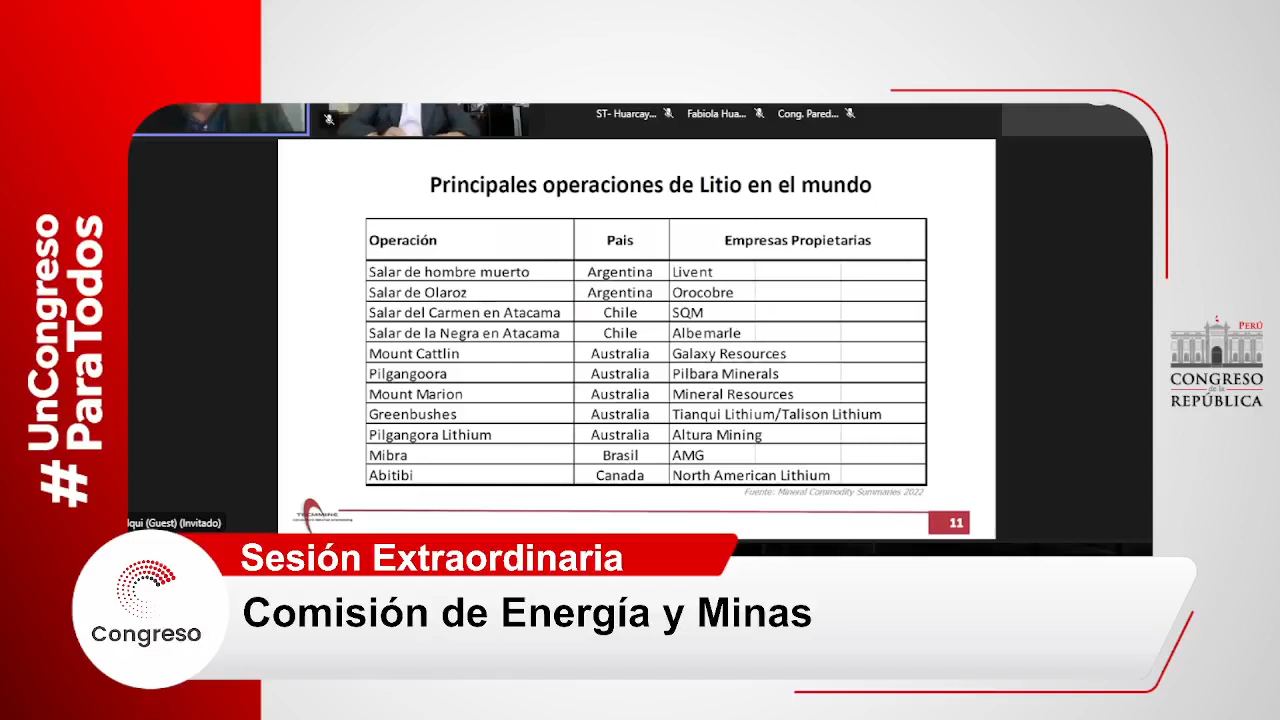 #UnCongreso
ParaTodos
ST- Huarcay... Fabiola Hua... Cong. Pared...
Principales operaciones de Litio en el mundo
Operación Pais Empresas Propietarias
Salar de hombre muerto Argentina Livent
Salar de Olaroz Argentina Orocobre
Salar del Carmen en Atacama Chile SQM
Salar de la Negra en Atacama Chile Albemarle
Mount Cattlin Australia Galaxy Resources
Pilgangoora Australia Pilbara Minerals
Mount Marion Australia Mineral Resources
Greenbushes Australia Tianqui Lithium/Talison Lithium
Pilgangora Lithium Australia Altura Mining
Mibra Brasil AMG
Abitibi Canada North American Lithium
Fuente: Mineral Commodity Summaries 2022
11
lqui (Guest) (Invitado)
PERÚ
CONGRESO
de la
REPÚBLICA
Sesión Extraordinaria
Comisión de Energía y Minas
Congreso